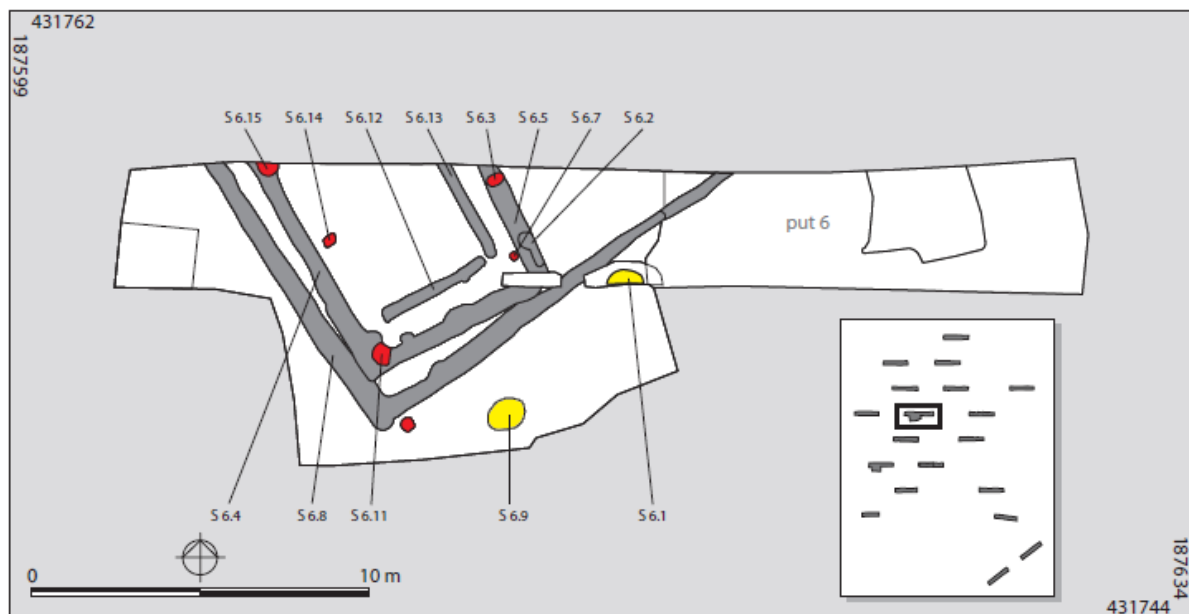 431762
187599
S 6.15
S 6.14
S 6.12
S 6.13
S 6.3
S 6.5
S 6.7
S 6.2
put 6
S 6.4
S 6.8
S 6.11
S 6.9
S 6.1
0
10 m
187634
431744